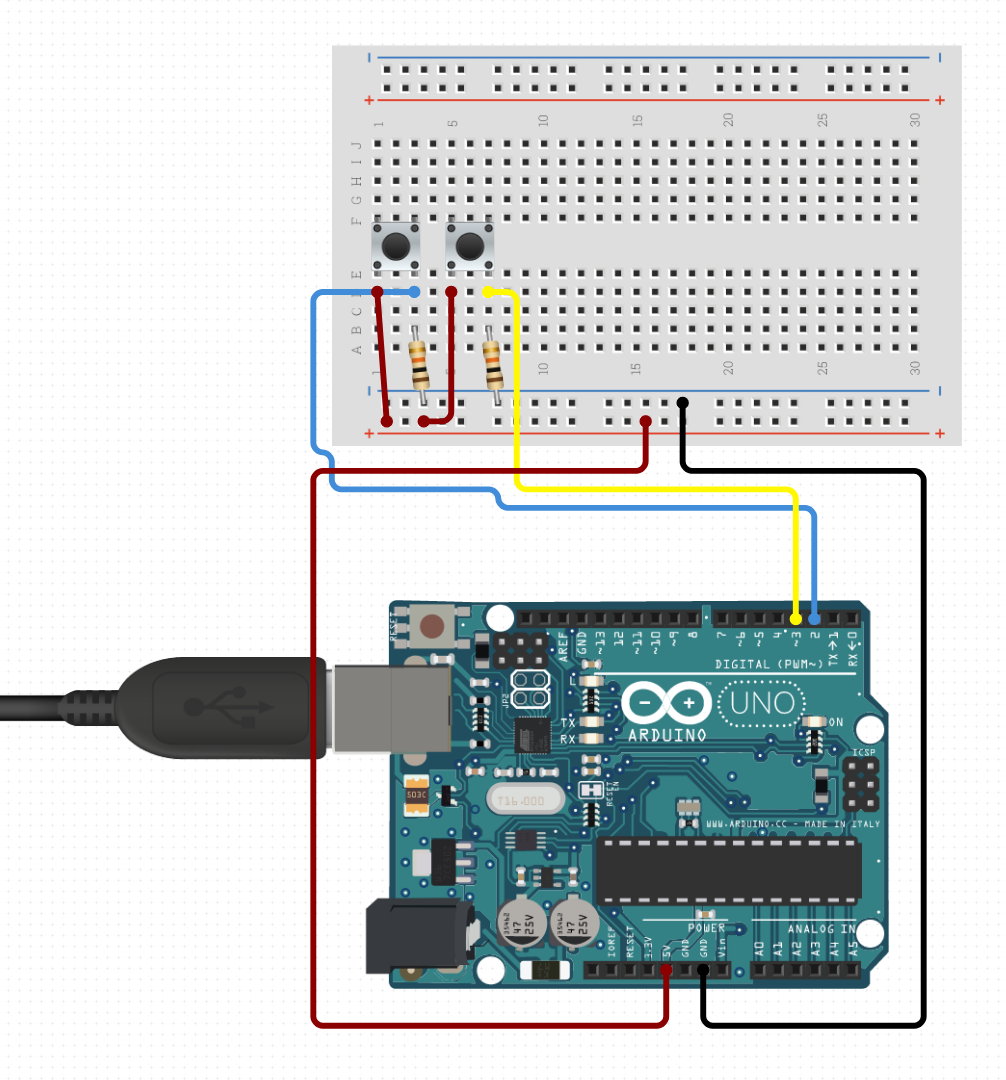 1 5 10 15 20 25 30
J
I
H
G
F
E
C
B
A
1 10 15 20 25 30
RESET
AREF
GND
~13
12
~11
~10
~9
8
7
~6
~5
4
~3
2
TX→1
RX←0
DIGITAL (PWM~)
JP2
L
TX
RX
UNO
ARDUINO
ON
ICSP
RESET
EN
T16.000
WWW.ARDUINO.CC - MADE IN ITALY
47
25V
47
25V
POWER
ANALOG IN
IOREF
RESET
3.3V
5V
GND
GND
Vin
A0
A1
A2
A3
A4
A5